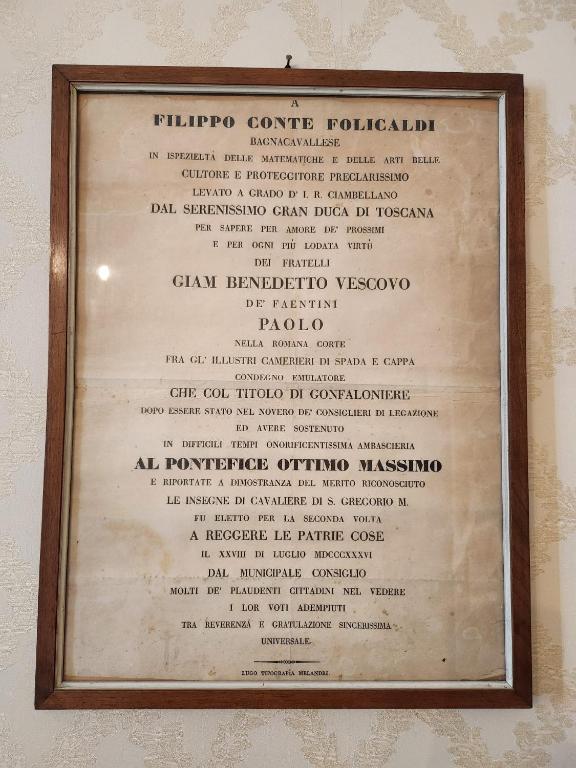 A
FILIPPO CONTE FOLICALDI
BAGNACAVALLESE
IN ISPEZIELTÀ DELLE MATEMATICHE E DELLE ARTI BELLE
CULTORE E PROTEGGITORE PRECLARISSIMO
LEVATO A GRADO D' I. R. CIAMBELLANO
DAL SERENISSIMO GRAN DUCA DI TOSCANA
PER SAPERE PER AMORE DE' PROSSIMI
E PER OGNI PIÙ LODATA VIRTÙ
DEI FRATELLI
GIAM BENEDETTO VESCOVO
DE' FAENTINI
PAOLO
NELLA ROMANA CORTE
FRA GL' ILLUSTRI CAMERIERI DI SPADA E CAPPA
CONDEGNO EMULATORE
CHE COL TITOLO DI GONFALONIERE
DOPO ESSERE STATO NEL NOVERO DE' CONSIGLIERI DI LEGAZIONE
ED AVERE SOSTENUTO
IN DIFFICILI TEMPI ONORIFICENTISSIMA AMBASCIERIA
AL PONTEFICE OTTIMO MASSIMO
E RIPORTATE A DIMOSTRANZA DEL MERITO RICONOSCIUTO
LE INSEGNE DI CAVALIERE DI S. GREGORIO M.
FU ELETTO PER LA SECONDA VOLTA
A REGGERE LE PATRIE COSE
IL XXVIII DI LUGLIO MDCCCXXXVI
DAL MUNICIPALE CONSIGLIO
MOLTI DE' PLAUDENTI CITTADINI NEL VEDERE
I LOR VOTI ADEMPIUTI
TRA REVERENZA E GRATULAZIONE SINCERISSIMA
UNIVERSALE.
LUGO TIPOGRAFIA MELANDRI.